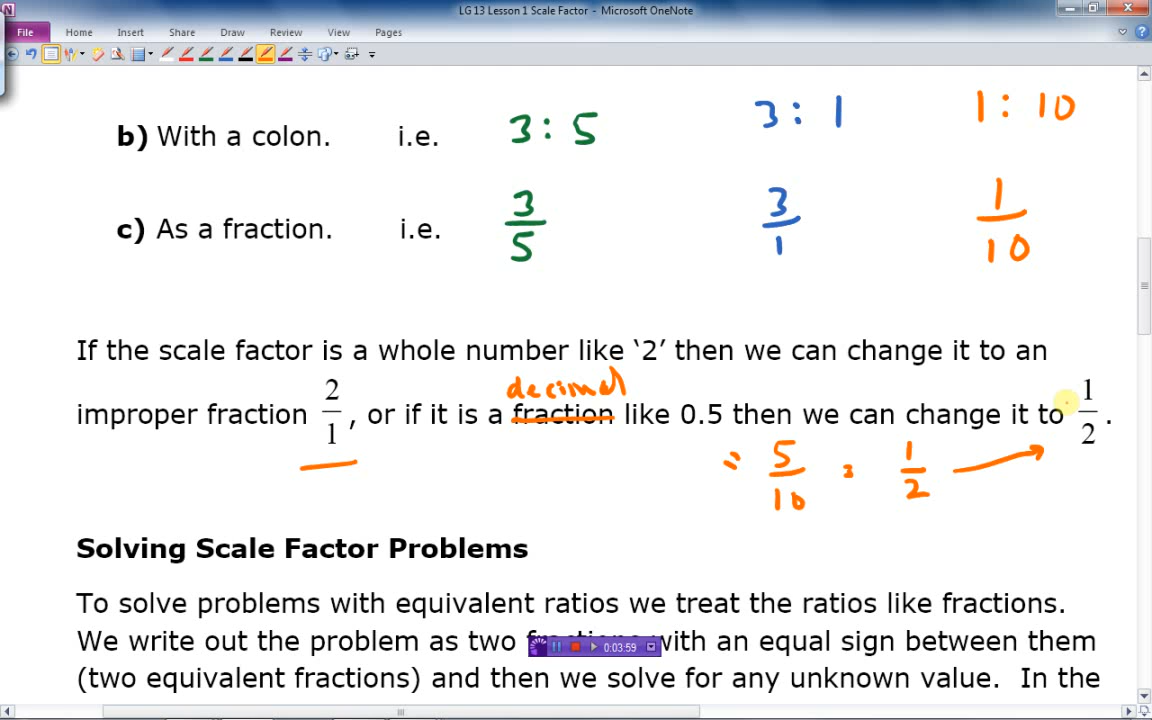 LG 13 Lesson 1 Scale Factor - Microsoft OneNote
File Home Insert Share Draw Review View Pages
b) With a colon. i.e. 3:5 3:1 1:10
c) As a fraction. i.e. 3/5 3/1 1/10
If the scale factor is a whole number like ‘2’ then we can change it to an
decimal
improper fraction 2/1, or if it is a fraction like 0.5 then we can change it to 1/2.
= 5/10 = 1/2
Solving Scale Factor Problems
To solve problems with equivalent ratios we treat the ratios like fractions.
We write out the problem as two fractions with an equal sign between them
0:03:59
(two equivalent fractions) and then we solve for any unknown value. In the